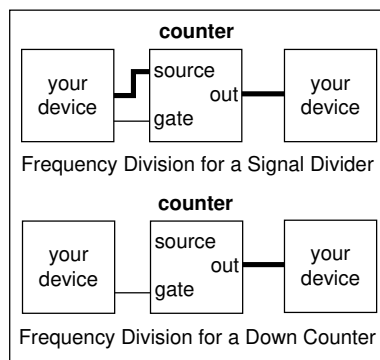 counter
your
device
source
out
gate
your
device
Frequency Division for a Signal Divider
counter
your
device
source
out
gate
your
device
Frequency Division for a Down Counter